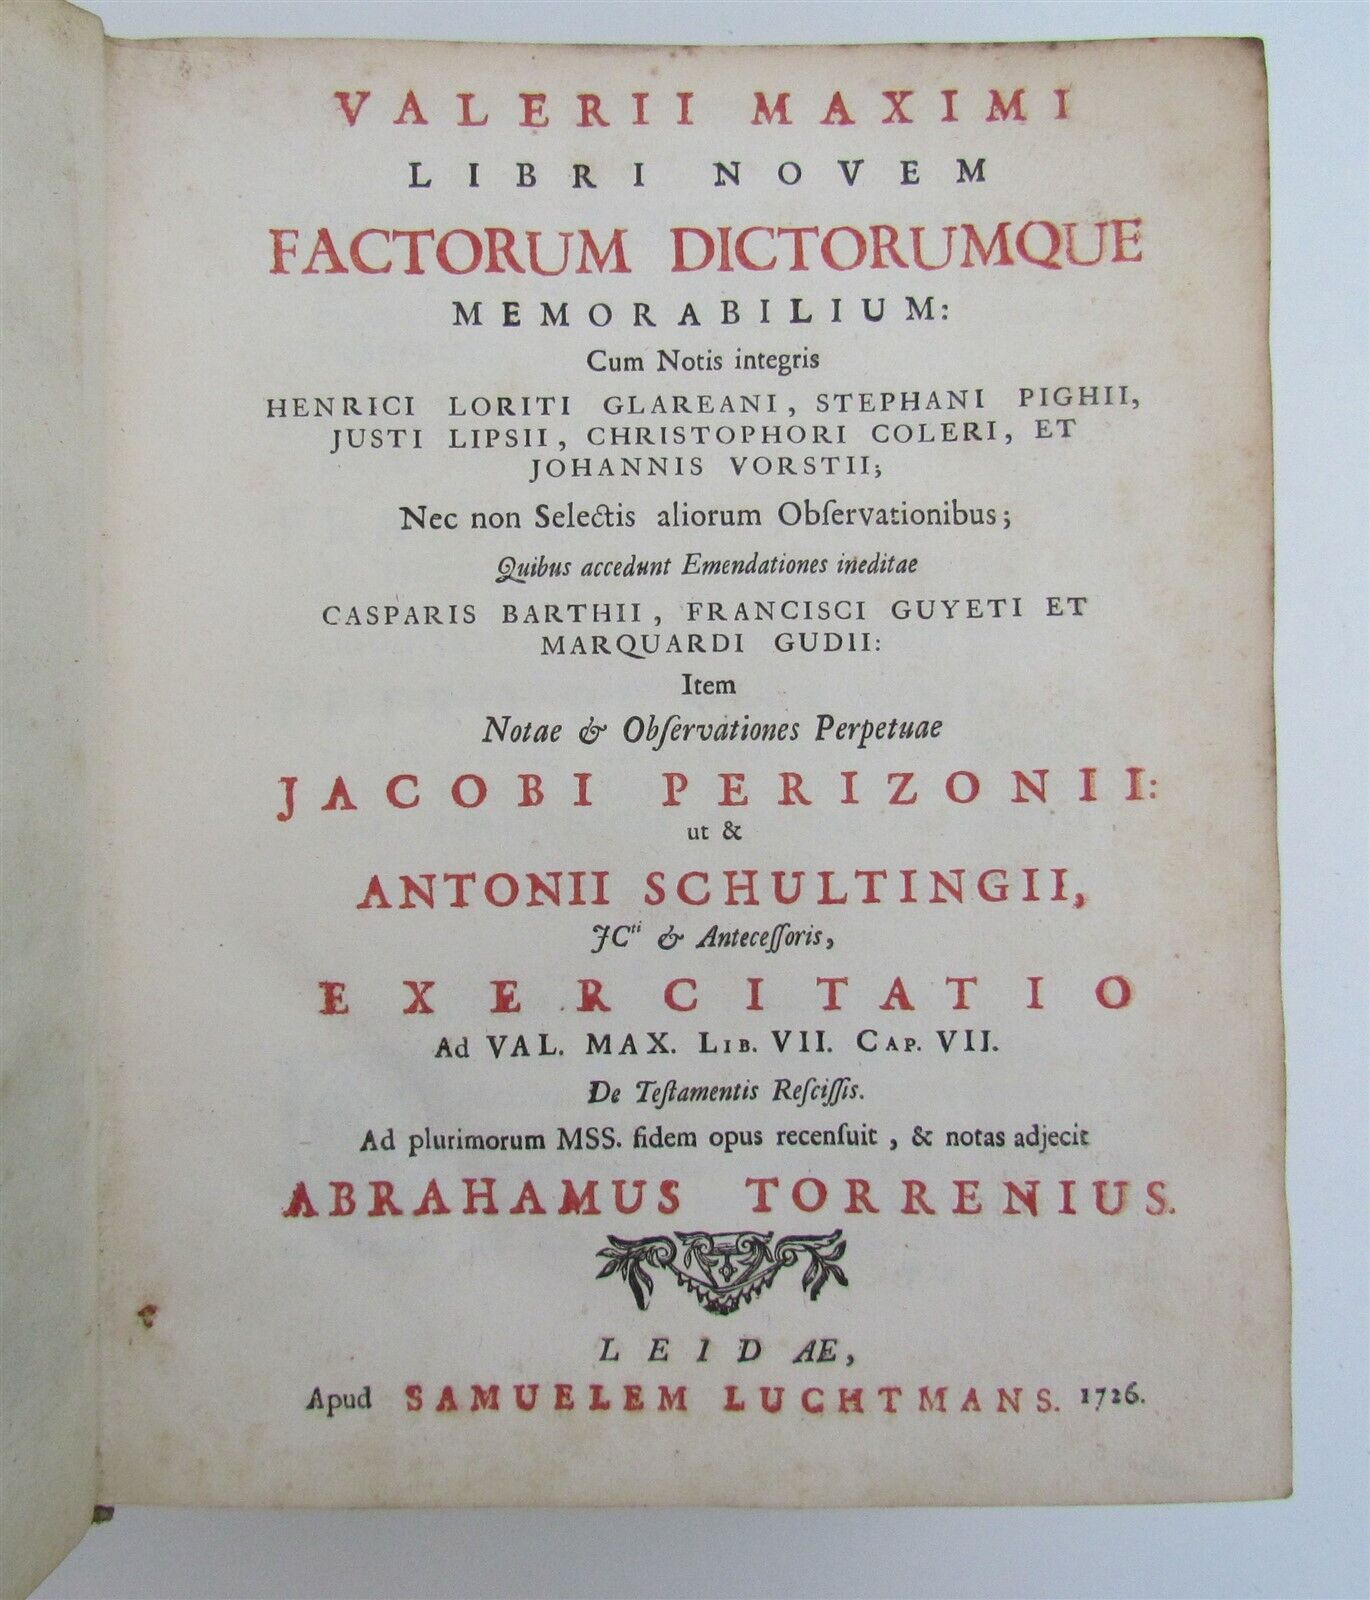 VALERII MAXIMI
LIBRI NOVEM
FACTORUM DICTORUMQUE
MEMORABILIUM:
Cum Notis integris
HENRICI LORITI GLAREANI, STEPHANI PIGHII,
JUSTI LIPSII, CHRISTOPHORI COLERI, ET
JOHANNIS VORSTII;
Nec non Selectis aliorum Obſervationibus;
Quibus accedunt Emendationes ineditae
CASPARIS BARTHII, FRANCISCI GUYETI ET
MARQUARDI GUDII:
Item
Notae & Obſervationes Perpetuae
JACOBI PERIZONII:
ut &
ANTONII SCHULTINGII,
JCti & Anteceſſoris,
EXERCITATIO
Ad VAL. MAX. LIB. VII. CAP. VII.
De Teſtamentis Reſciſſis.
Ad plurimorum MSS. fidem opus recenſuit, & notas adjecit
ABRAHAMUS TORRENIUS.
LEIDAE,
Apud SAMUELEM LUCHTMANS. 1726.